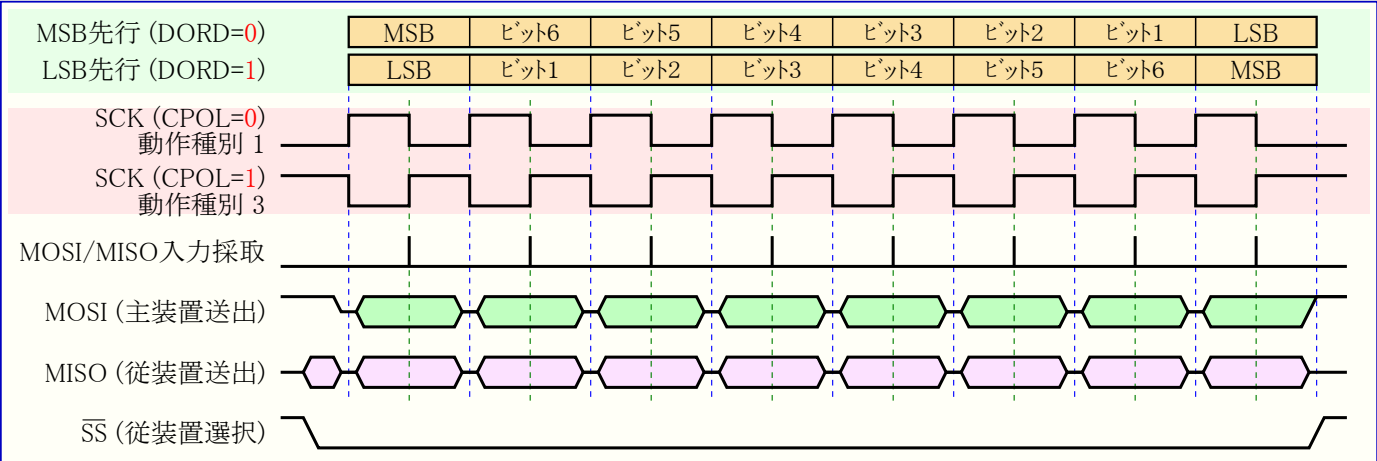 MSB先行 (DORD=0) MSB ビット6 ビット5 ビット4 ビット3 ビット2 ビット1 LSB
LSB先行 (DORD=1) LSB ビット1 ビット2 ビット3 ビット4 ビット5 ビット6 MSB
SCK (CPOL=0)
動作種別 1
SCK (CPOL=1)
動作種別 3
MOSI/MISO入力採取
MOSI (主装置送出)
MISO (従装置送出)
S̅S̅ (従装置選択)